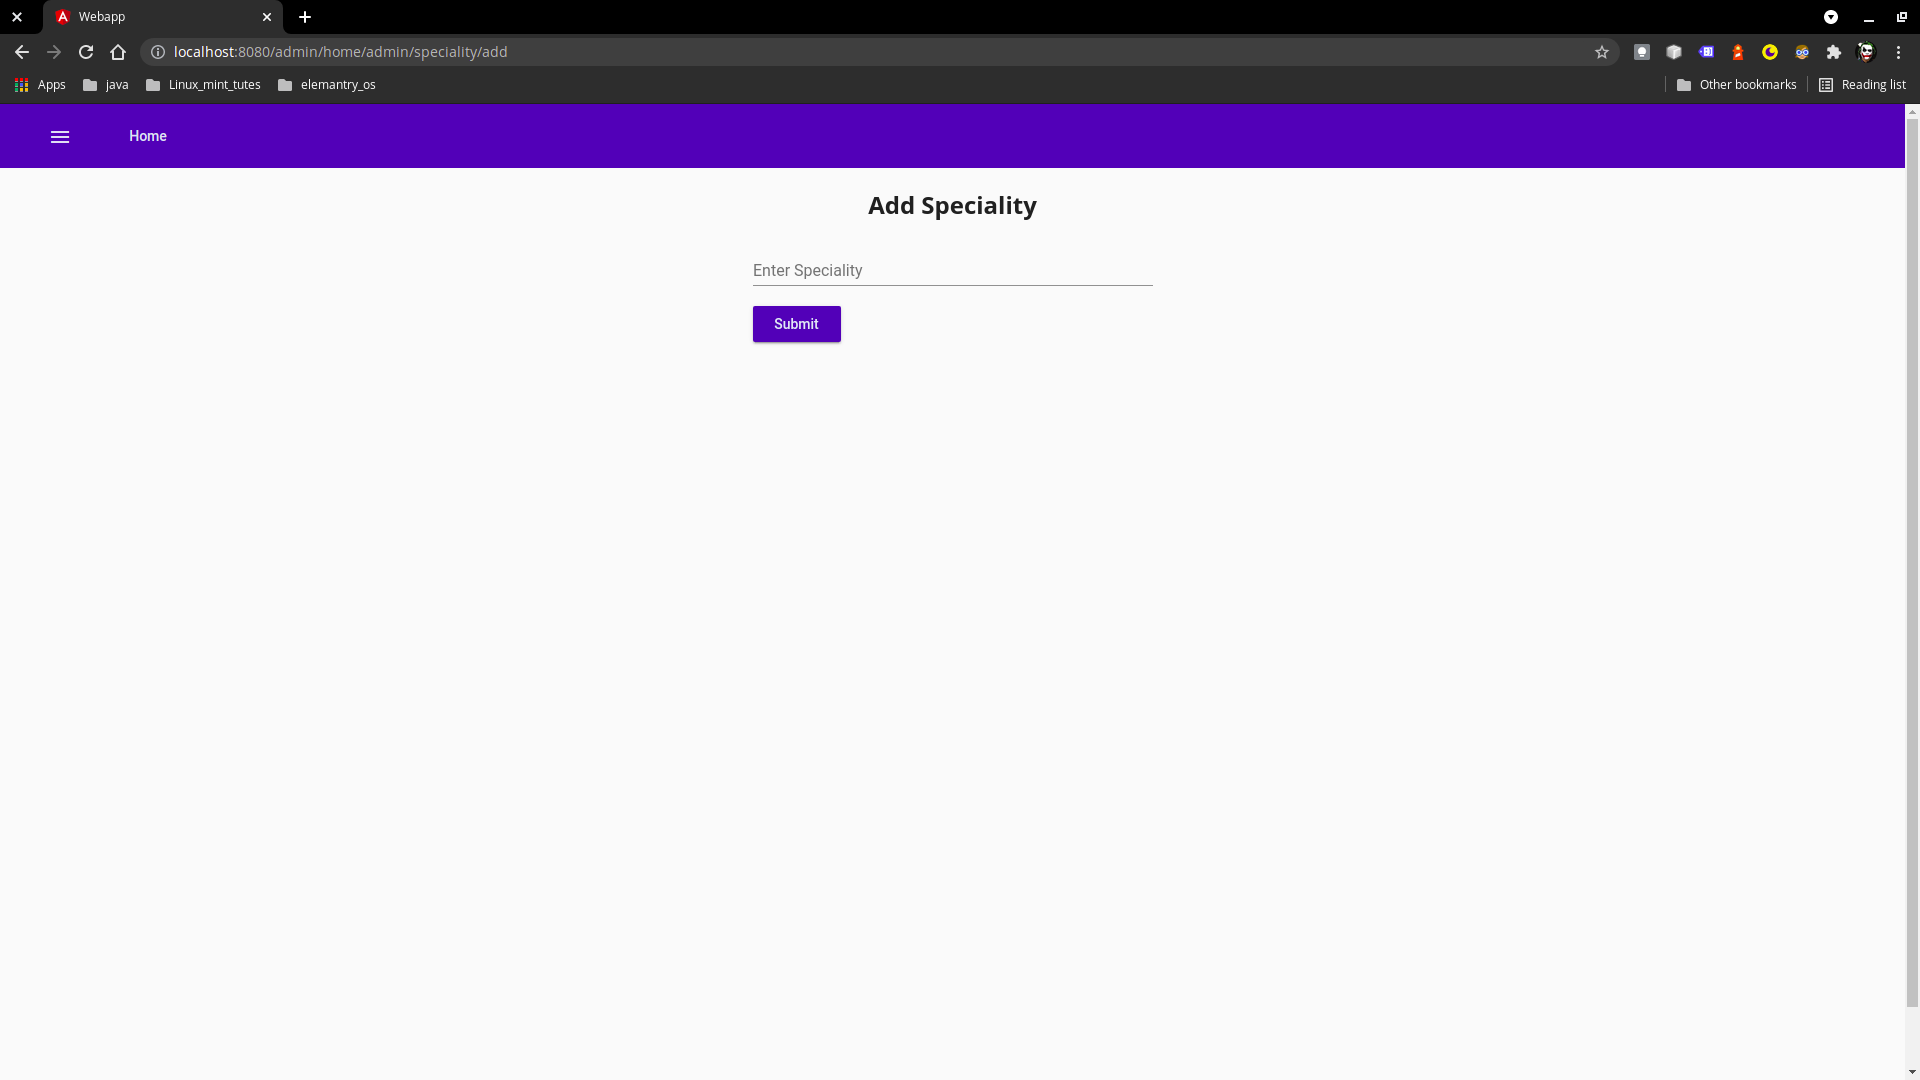 Webapp
localhost:8080/admin/home/admin/speciality/add
Apps java Linux_mint_tutes elemantry_os Other bookmarks Reading list
Home
Add Speciality
Enter Speciality
Submit